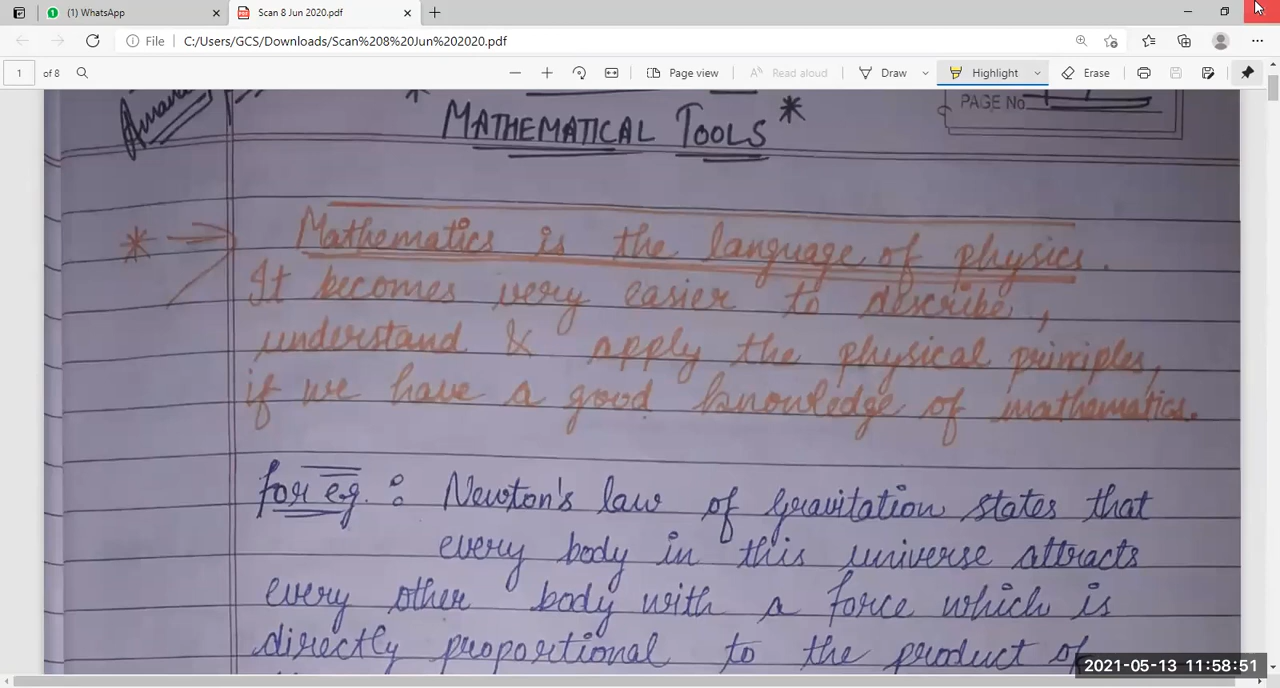 (1) WhatsApp
Scan 8 Jun 2020.pdf
File C:/Users/GCS/Downloads/Scan%208%20Jun%202020.pdf
1 of 8 Page view Read aloud Draw Highlight Erase
PAGE No.
MATHEMATICAL TOOLS *
* Mathematics is the language of physics.
It becomes very easier to describe,
understand & apply the physical principles,
if we have a good knowledge of mathematics.
for eg. : Newton's law of gravitation states that
every body in this universe attracts
every other body with a force which is
directly proportional to the product of
2021-05-13 11:58:51